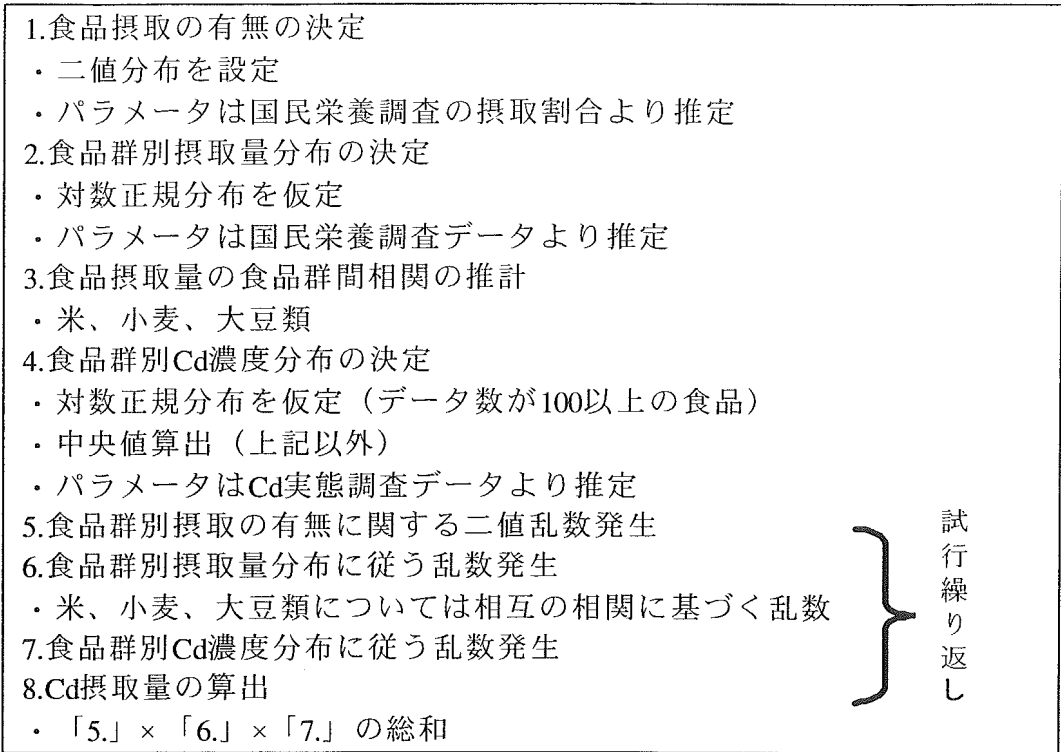 1.食品摂取の有無の決定
・二値分布を設定
・パラメータは国民栄養調査の摂取割合より推定
2.食品群別摂取量分布の決定
・対数正規分布を仮定
・パラメータは国民栄養調査データより推定
3.食品摂取量の食品群間相関の推計
・米、小麦、大豆類
4.食品群別Cd濃度分布の決定
・対数正規分布を仮定（データ数が100以上の食品）
・中央値算出（上記以外）
・パラメータはCd実態調査データより推定
5.食品群別摂取の有無に関する二値乱数発生
6.食品群別摂取量分布に従う乱数発生
・米、小麦、大豆類については相互の相関に基づく乱数
7.食品群別Cd濃度分布に従う乱数発生
8.Cd摂取量の算出
・「5.」×「6.」×「7.」の総和
試行繰り返し